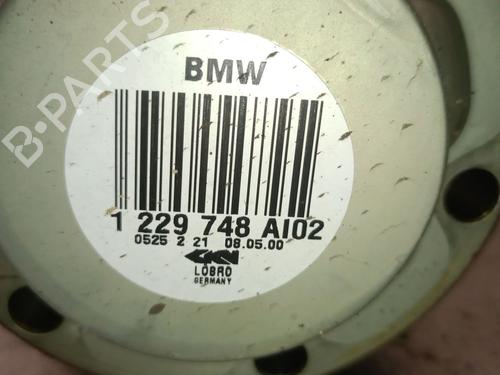 BMW
1 229 748 AI02
0525 2 21 08.05.00
GKN
LÖBRO
GERMANY
B-PARTS